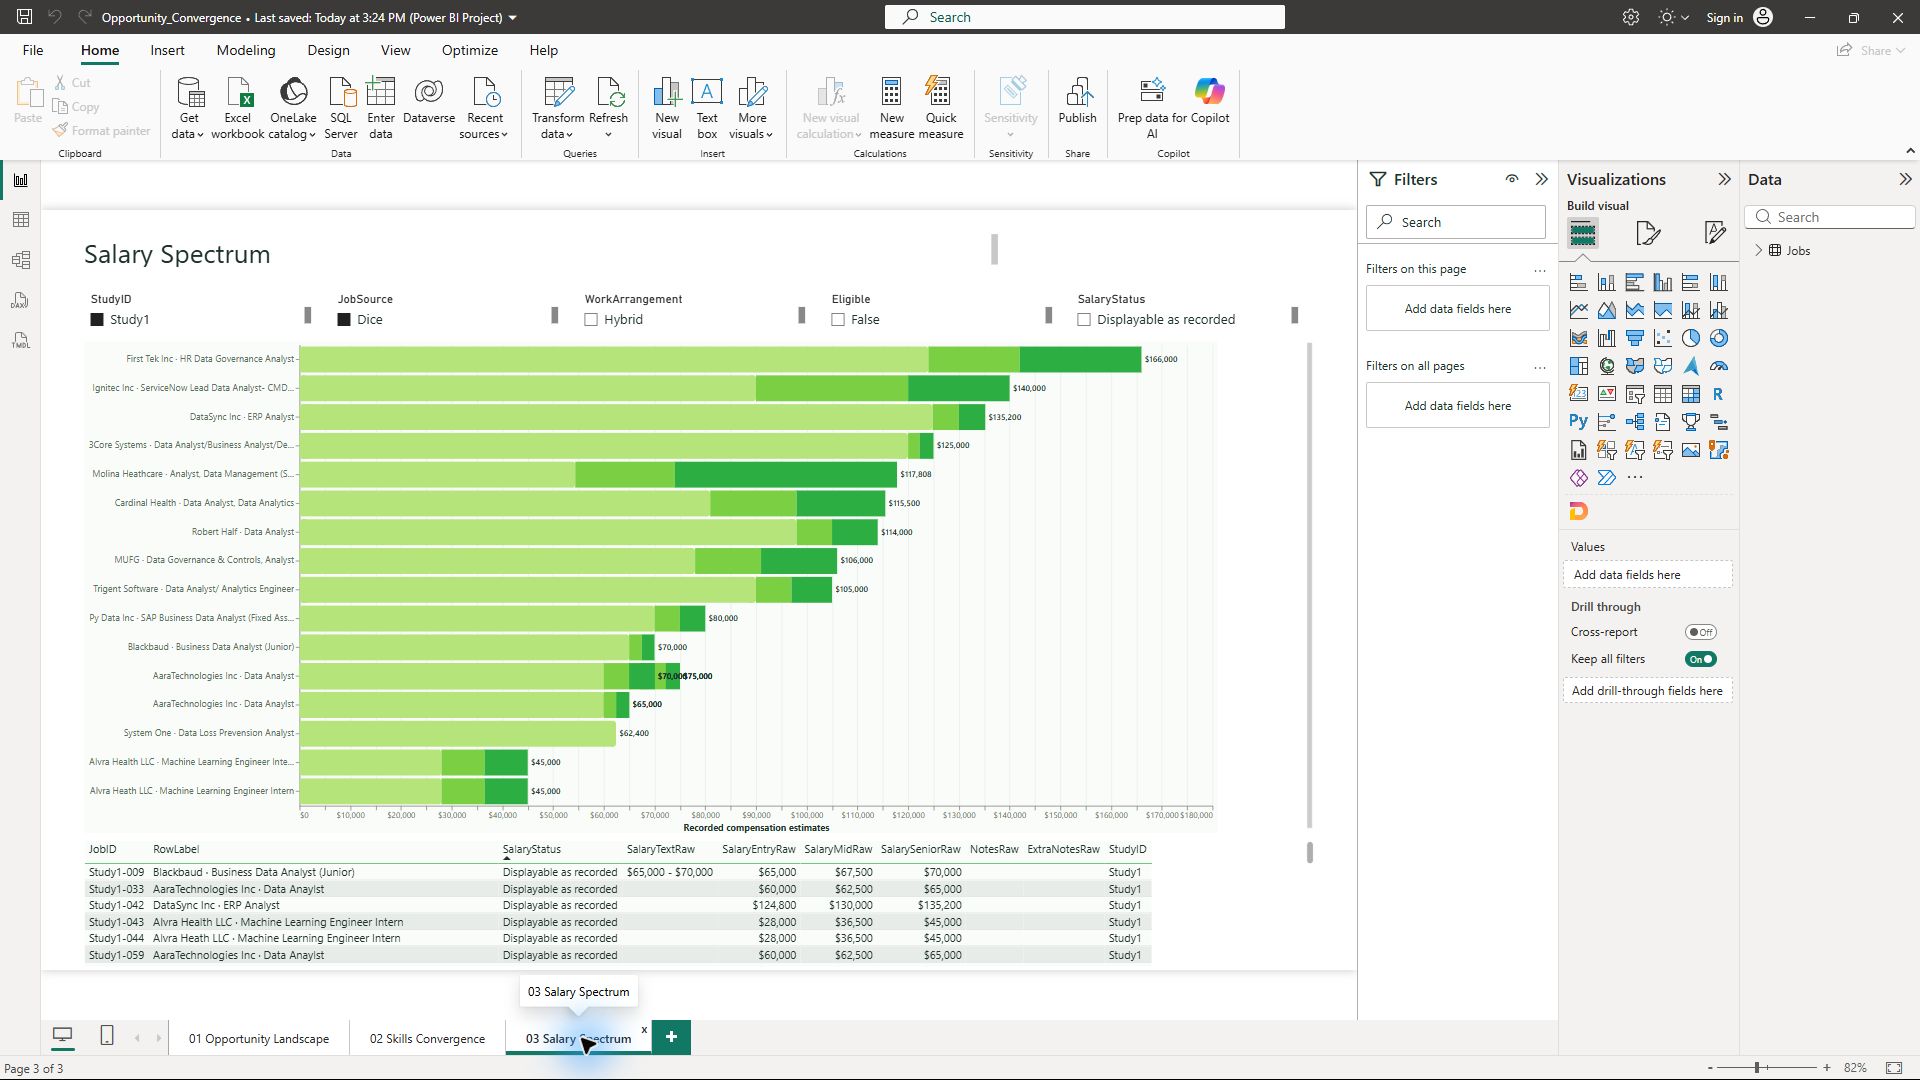 Opportunity_Convergence • Last saved: Today at 3:24 PM (Power BI Project)
Search
Sign in
File Home Insert Modeling Design View Optimize Help
Share
Paste
Cut
Copy
Format painter
Clipboard
Get data
Excel workbook
OneLake catalog
SQL Server
Enter data
Dataverse
Recent sources
Data
Transform data
Refresh
Queries
New visual
Text box
More visuals
Insert
New visual calculation
New measure
Quick measure
Calculations
Sensitivity
Sensitivity
Publish
Share
Prep data for AI
Copilot
Copilot
DAX
TMDL
Salary Spectrum
StudyID JobSource WorkArrangement Eligible SalaryStatus
Study1 Dice Hybrid False Displayable as recorded
First Tek Inc · HR Data Governance Analyst $166,000
Ignitec Inc · ServiceNow Lead Data Analyst- CMD... $140,000
DataSync Inc · ERP Analyst $135,200
3Core Systems · Data Analyst/Business Analyst/De... $125,000
Molina Heathcare · Analyst, Data Management (S... $117,808
Cardinal Health · Data Analyst, Data Analytics $115,500
Robert Half · Data Analyst $114,000
MUFG · Data Governance & Controls, Analyst $106,000
Trigent Software · Data Analyst/ Analytics Engineer $105,000
Py Data Inc · SAP Business Data Analyst (Fixed Ass... $80,000
Blackbaud · Business Data Analyst (Junior) $70,000
AaraTechnologies Inc · Data Analyst $70,000 $75,000
AaraTechnologies Inc · Data Anaylst $65,000
System One · Data Loss Prevention Analyst $62,400
Alvra Health LLC · Machine Learning Engineer Inte... $45,000
Alvra Heath LLC · Machine Learning Engineer Intern $45,000
$0 $10,000 $20,000 $30,000 $40,000 $50,000 $60,000 $70,000 $80,000 $90,000 $100,000 $110,000 $120,000 $130,000 $140,000 $150,000 $160,000 $170,000 $180,000
Recorded compensation estimates
JobID RowLabel SalaryStatus SalaryTextRaw SalaryEntryRaw SalaryMidRaw SalarySeniorRaw NotesRaw ExtraNotesRaw StudyID
Study1-009 Blackbaud · Business Data Analyst (Junior) Displayable as recorded $65,000 - $70,000 $65,000 $67,500 $70,000 Study1
Study1-033 AaraTechnologies Inc · Data Anaylst Displayable as recorded $60,000 $62,500 $65,000 Study1
Study1-042 DataSync Inc · ERP Analyst Displayable as recorded $124,800 $130,000 $135,200 Study1
Study1-043 Alvra Health LLC · Machine Learning Engineer Intern Displayable as recorded $28,000 $36,500 $45,000 Study1
Study1-044 Alvra Heath LLC · Machine Learning Engineer Intern Displayable as recorded $28,000 $36,500 $45,000 Study1
Study1-059 AaraTechnologies Inc · Data Anaylst Displayable as recorded $60,000 $62,500 $65,000 Study1
03 Salary Spectrum
01 Opportunity Landscape
02 Skills Convergence
03 Salary Spectrum x
+
Page 3 of 3
- + 82%
Filters
Search
Filters on this page ...
Add data fields here
Filters on all pages ...
Add data fields here
Visualizations
Build visual
123
R
Py
...
Values
Add data fields here
Drill through
Cross-report Off
Keep all filters On
Add drill-through fields here
Data
Search
Jobs